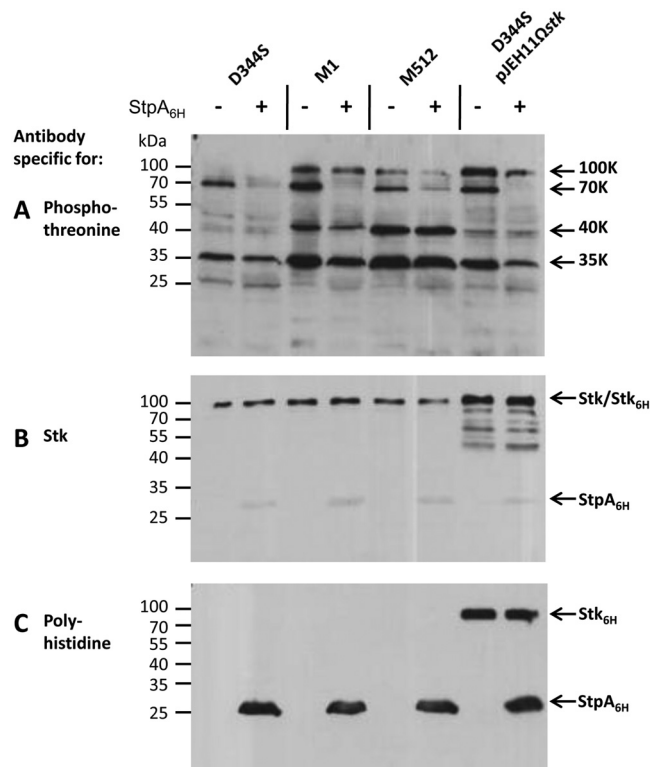 D344S
M1
M512
D344S
pJEH11Ωstk
StpA6H - + - + - + - +
Antibody
specific for:
kDa
A Phospho-
threonine
100
70
55
40
35
25
100K
70K
40K
35K
B Stk
100
70
55
40
35
25
Stk/Stk6H
StpA6H
C Poly-
histidine
100
70
55
40
35
25
Stk6H
StpA6H